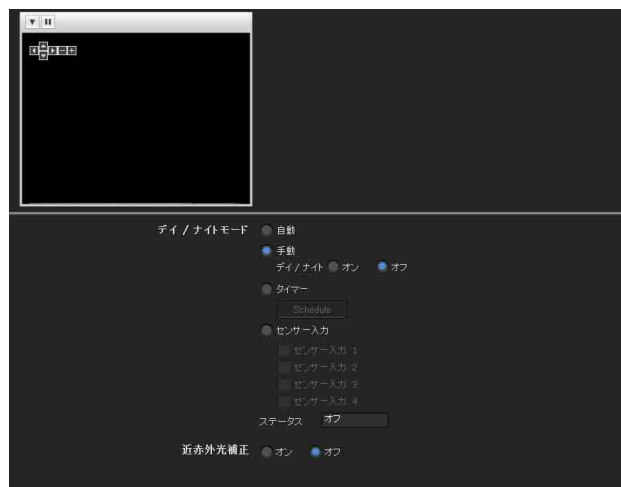 デイ / ナイトモード 自動
手動
デイ / ナイト オン オフ
タイマー
Schedule
センサー入力
センサー入力 1
センサー入力 2
センサー入力 3
センサー入力 4
ステータス オフ
近赤外光補正 オン オフ